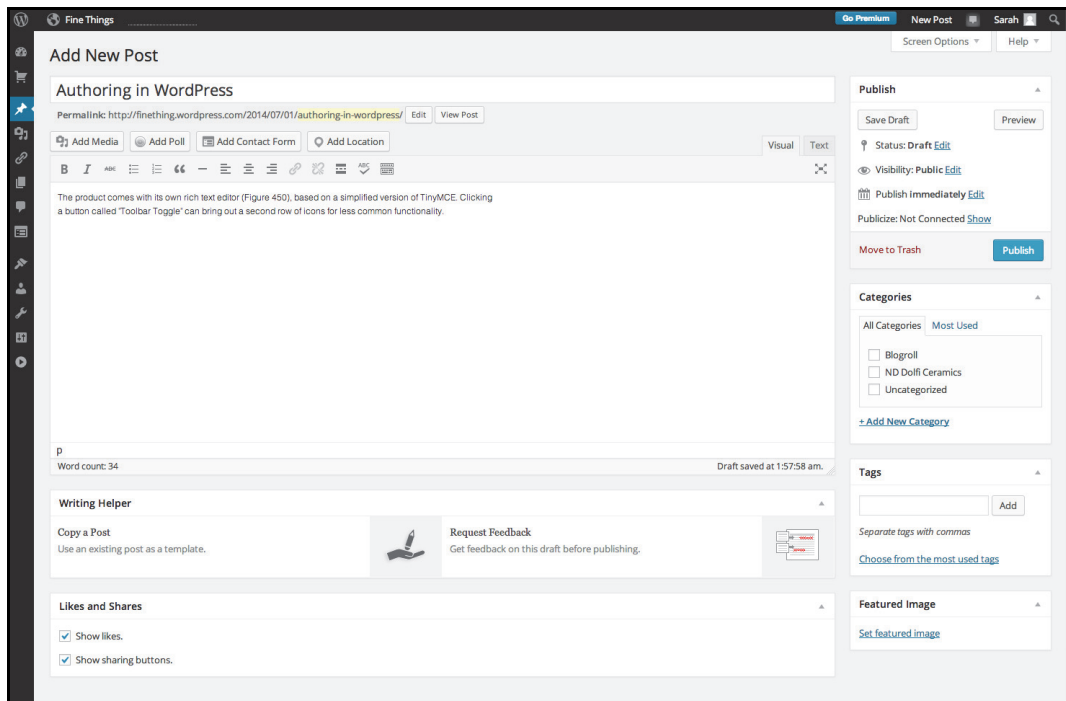 Fine Things
Go Premium
New Post
Sarah
Screen Options
Help
Add New Post
Authoring in WordPress
Permalink: http://finething.wordpress.com/2014/07/01/authoring-in-wordpress/ Edit View Post
Add Media Add Poll Add Contact Form Add Location
Visual Text
B I ABC ABC
The product comes with its own rich text editor (Figure 450), based on a simplified version of TinyMCE. Clicking
a button called "Toolbar Toggle" can bring out a second row of icons for less common functionality.
p
Word count: 34
Draft saved at 1:57:58 am.
Writing Helper
Copy a Post
Use an existing post as a template.
Request Feedback
Get feedback on this draft before publishing.
Likes and Shares
Show likes.
Show sharing buttons.
Publish
Save Draft Preview
Status: Draft Edit
Visibility: Public Edit
Publish immediately Edit
Publicize: Not Connected Show
Move to Trash Publish
Categories
All Categories Most Used
Blogroll
ND Dolfi Ceramics
Uncategorized
+ Add New Category
Tags
Add
Separate tags with commas
Choose from the most used tags
Featured Image
Set featured image